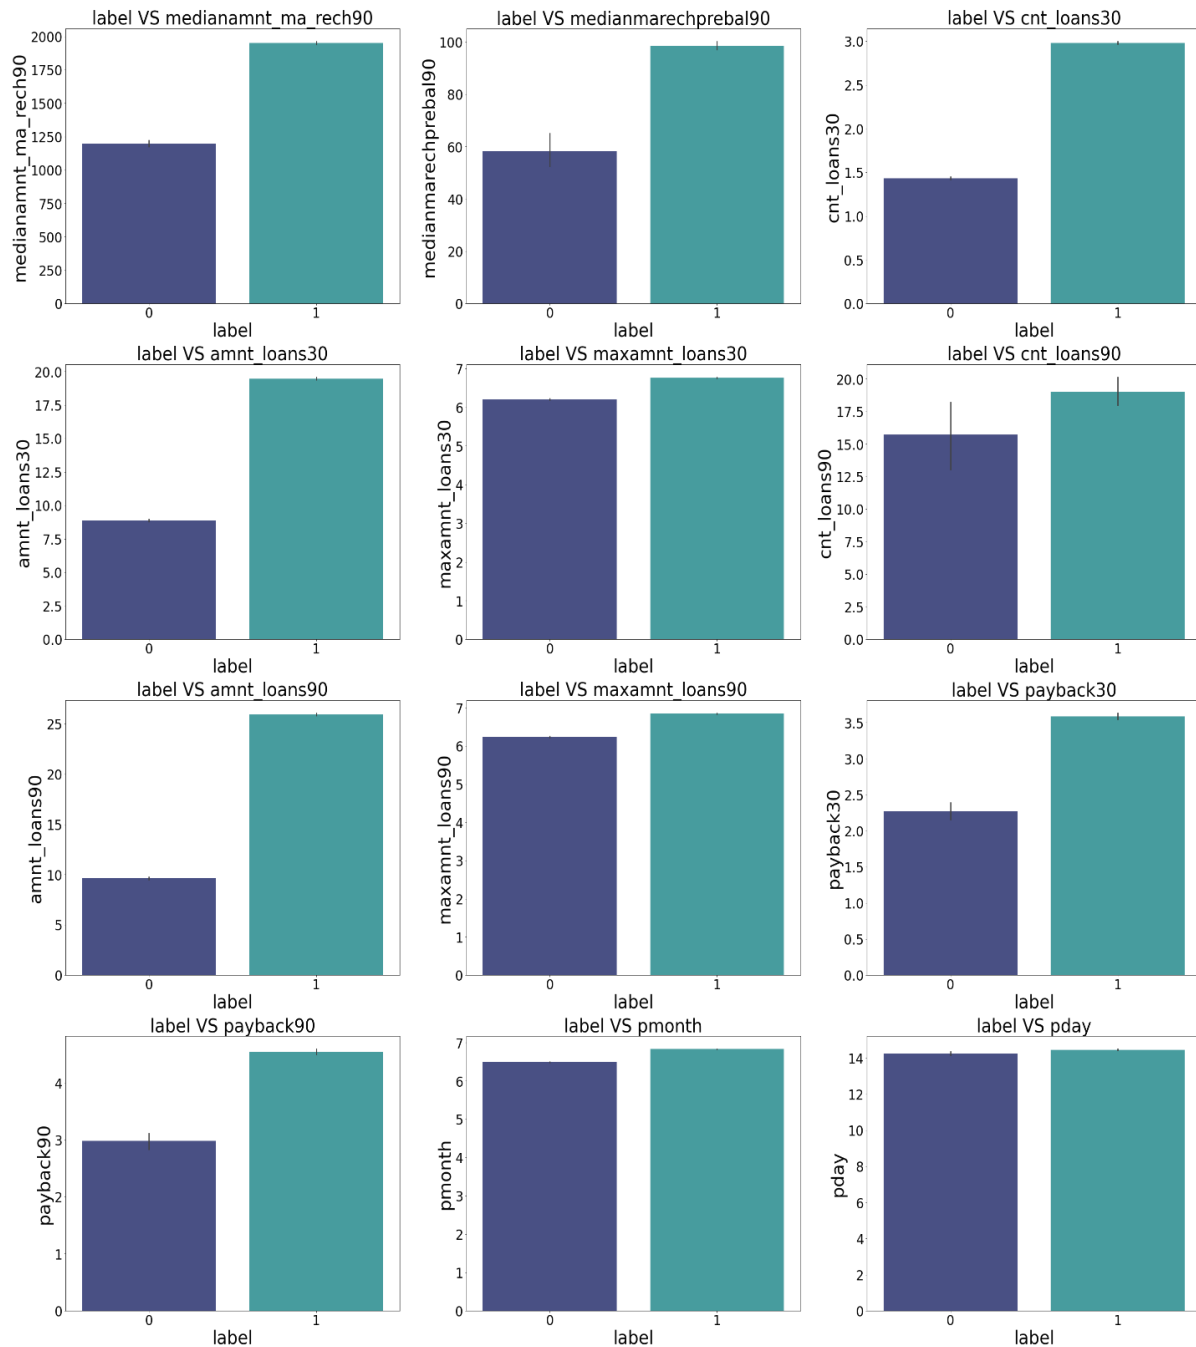 label VS medianamnt_ma_rech90
medianamnt_ma_rech90
2000
1750
1500
1250
1000
750
500
250
0
0 1
label
label VS medianmarechprebal90
medianmarechprebal90
100
80
60
40
20
0
0 1
label
label VS cnt_loans30
cnt_loans30
3.0
2.5
2.0
1.5
1.0
0.5
0.0
0 1
label
label VS amnt_loans30
amnt_loans30
20.0
17.5
15.0
12.5
10.0
7.5
5.0
2.5
0.0
0 1
label
label VS maxamnt_loans30
maxamnt_loans30
7
6
5
4
3
2
1
0
0 1
label
label VS cnt_loans90
cnt_loans90
20.0
17.5
15.0
12.5
10.0
7.5
5.0
2.5
0.0
0 1
label
label VS amnt_loans90
amnt_loans90
25
20
15
10
5
0
0 1
label
label VS maxamnt_loans90
maxamnt_loans90
7
6
5
4
3
2
1
0
0 1
label
label VS payback30
payback30
3.5
3.0
2.5
2.0
1.5
1.0
0.5
0.0
0 1
label
label VS payback90
payback90
4
3
2
1
0
0 1
label
label VS pmonth
pmonth
7
6
5
4
3
2
1
0
0 1
label
label VS pday
pday
14
12
10
8
6
4
2
0
0 1
label